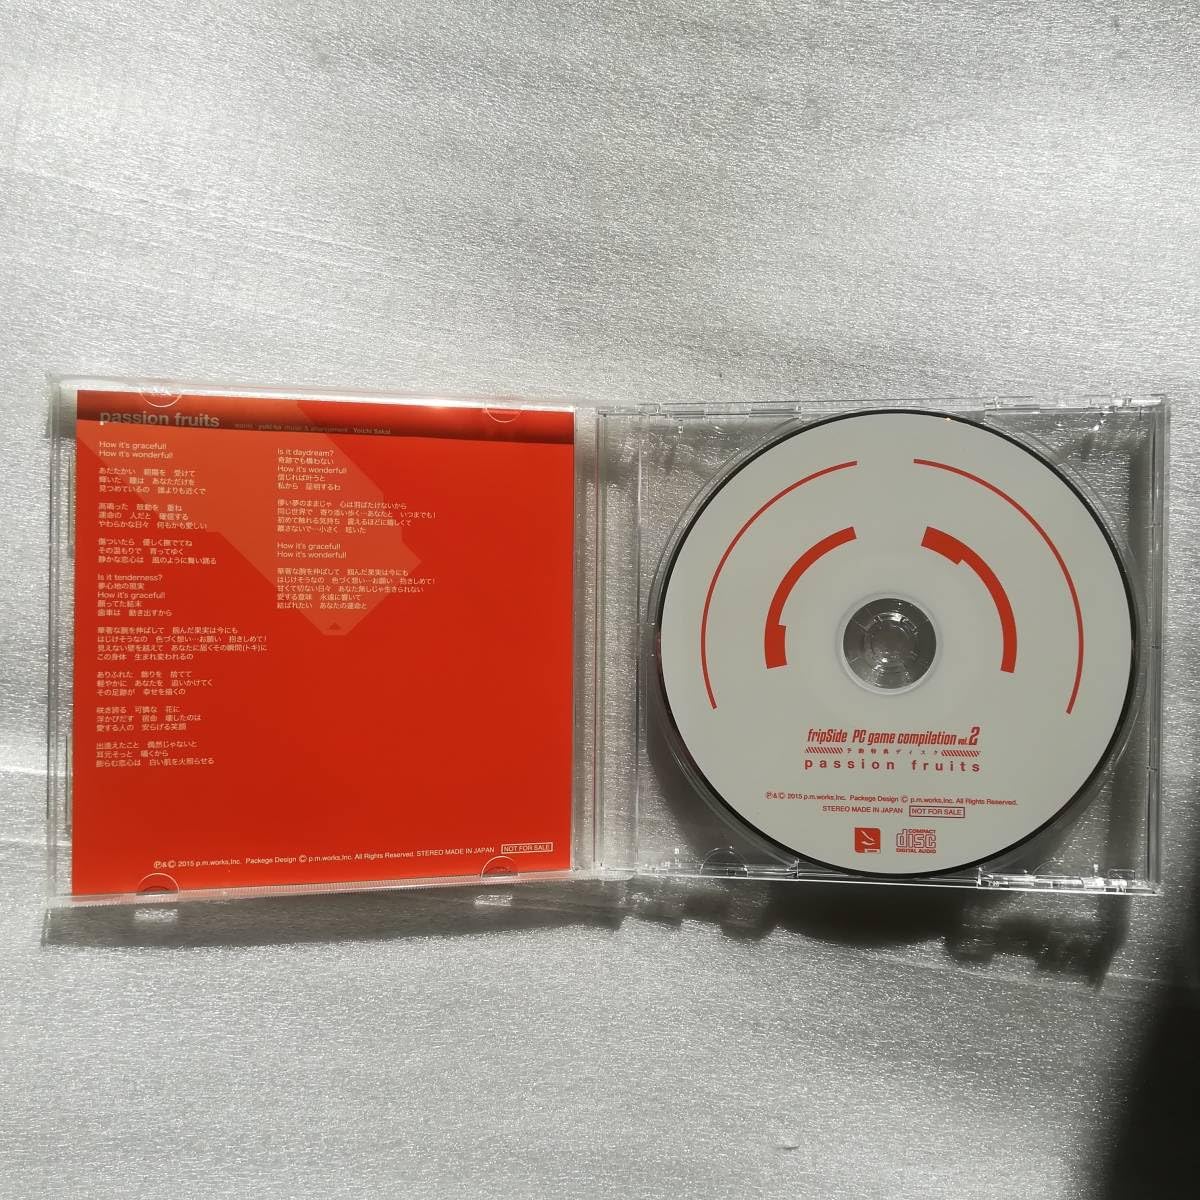 passion fruits
words : yuki-ka music & arrangement : Yoichi Sakai
How it's graceful!
How it's wonderful!
あたたかい 朝陽を 受けて
輝いた 瞳は あなただけを
見つめているの 誰よりも近くで
高鳴った 鼓動を 重ね
運命の 人だと 確信する
やわらかな日々 何もかも愛しい
傷ついたら 優しく撫でてね
その温もりで 育ってゆく
静かな恋心は 風のように舞い踊る
Is it tenderness?
夢心地の現実
How it's graceful!
願ってた結末
歯車は 動き出すから
華奢な腕を伸ばして 掴んだ果実は今にも
はじけそうなの 色づく想い…お願い 抱きしめて!
見えない壁を越えて あなたに届くその瞬間(トキ)に
この身体 生まれ変われるの
ありふれた 飾りを 捨てて
軽やかに あなたを 追いかけてく
その足跡が 幸せを描くの
咲き誇る 可憐な 花に
浮かびだす 宿命 壊したのは
愛する人の 安らげる笑顔
出逢えたこと 偶然じゃないと
耳元そっと 囁くから
膨らむ恋心は 白い肌を火照らせる
Is it daydream?
奇跡でも構わない
How it's wonderful!
信じれば叶うと
私から 証明するわ
儚い夢のままじゃ 心は羽ばたけないから
同じ世界で 寄り添い歩く…あなたと いつまでも!
初めて触れる気持ち 震えるほどに嬉しくて
離さないで…小さく 呟いた
How it's graceful!
How it's wonderful!
華奢な腕を伸ばして 掴んだ果実は今にも
はじけそうなの 色づく想い…お願い 抱きしめて!
甘くて切ない日々 あなた無しじゃ生きられない
愛する意味 永遠に響いて
結ばれたい あなたの運命と
℗&© 2015 p.m.works,Inc. Packege Design © p.m.works,Inc. All Rights Reserved. STEREO MADE IN JAPAN NOT FOR SALE
fripSide PC game compilation vol.2
予約特典ディスク
passion fruits
℗&© 2015 p.m.works,Inc. Packege Design © p.m.works,Inc. All Rights Reserved.
STEREO MADE IN JAPAN NOT FOR SALE
COMPACT
disc
DIGITAL AUDIO